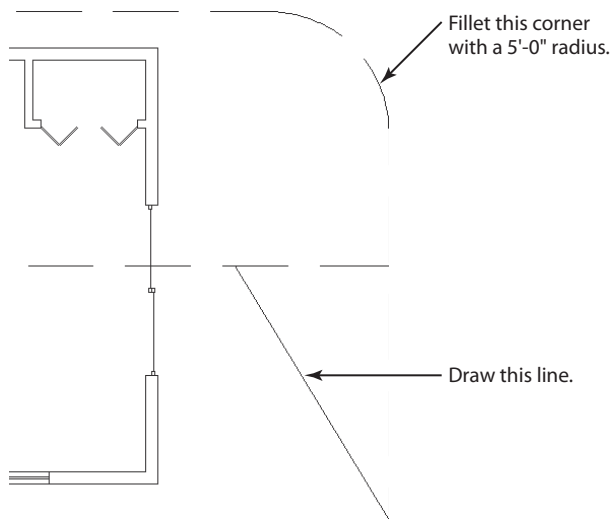 Fillet this corner
with a 5'-0" radius.
Draw this line.